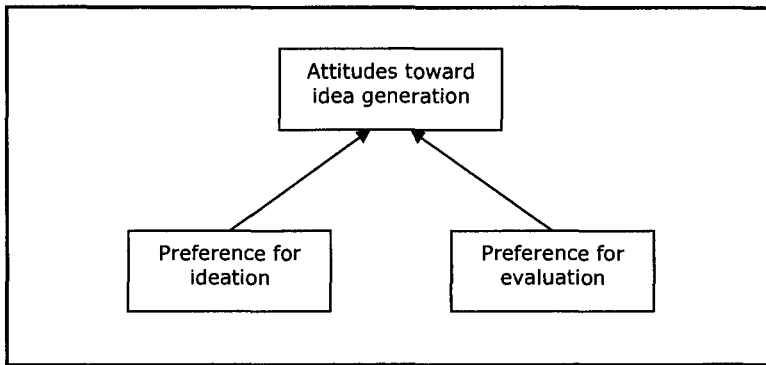 Attitudes toward
idea generation
Preference for
ideation
Preference for
evaluation